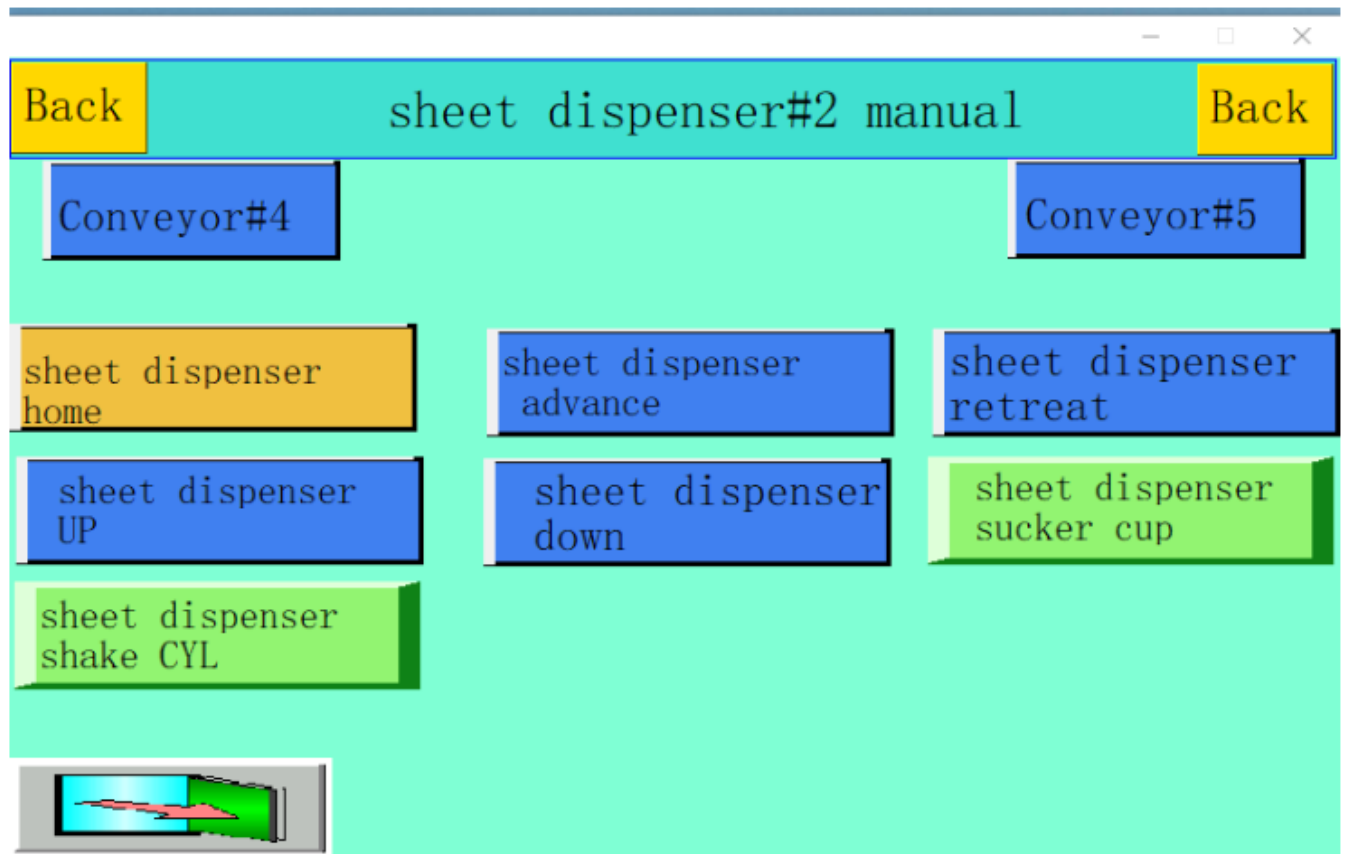 Back
sheet dispenser#2 manual
Back
Conveyor#4
Conveyor#5
sheet dispenser
home
sheet dispenser
advance
sheet dispenser
retreat
sheet dispenser
UP
sheet dispenser
down
sheet dispenser
sucker cup
sheet dispenser
shake CYL